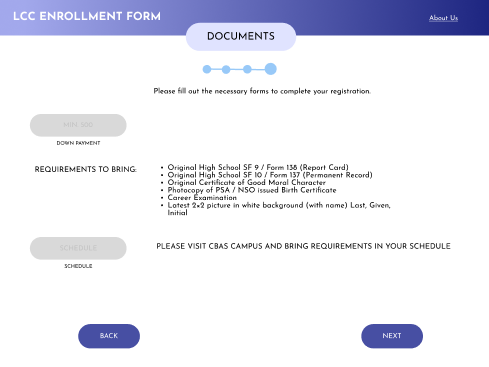 LCC ENROLLMENT FORM
About Us
DOCUMENTS
Please fill out the necessary forms to complete your registration.
MIN. 500
DOWN PAYMENT
REQUIREMENTS TO BRING:
• Original High School SF 9 / Form 138 (Report Card)
• Original High School SF 10 / Form 137 (Permanent Record)
• Original Certificate of Good Moral Character
• Photocopy of PSA / NSO issued Birth Certificate
• Career Examination
• Latest 2×2 picture in white background (with name) Last, Given,
Initial
SCHEDULE
SCHEDULE
PLEASE VISIT CBAS CAMPUS AND BRING REQUIREMENTS IN YOUR SCHEDULE
BACK
NEXT